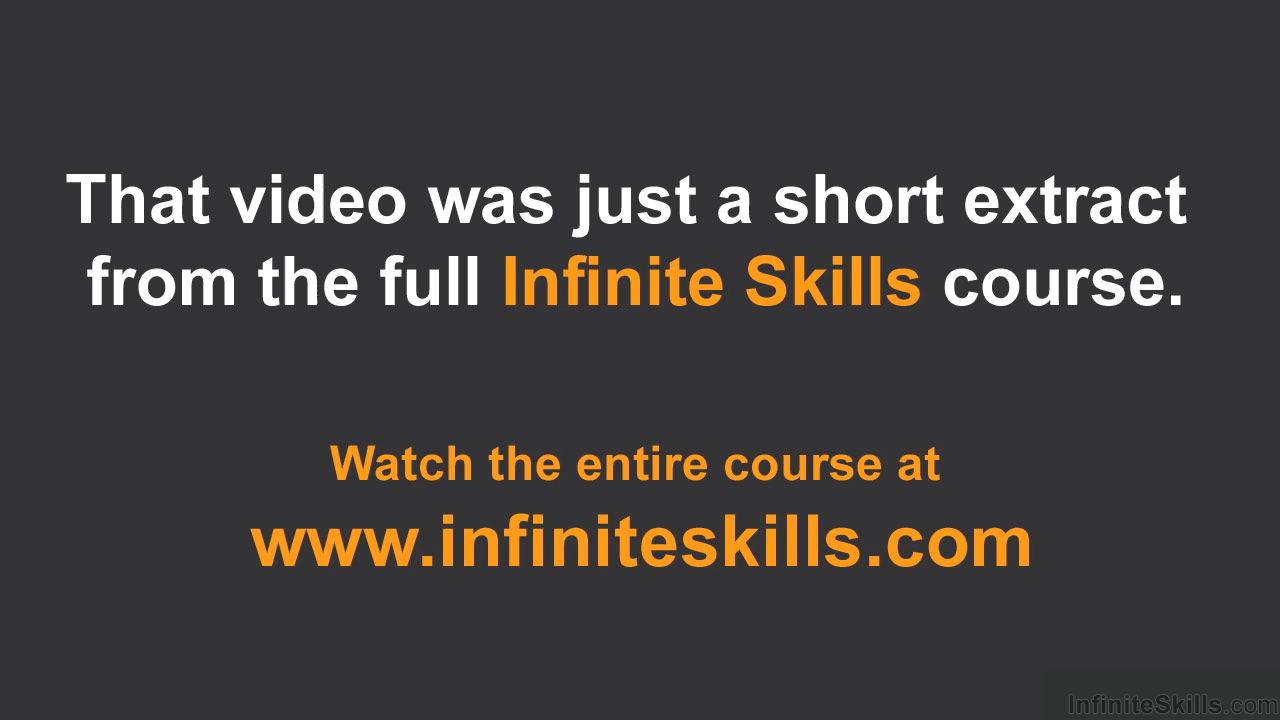 That video was just a short extract
from the full Infinite Skills course.
Watch the entire course at
www.infiniteskills.com
InfiniteSkills.com